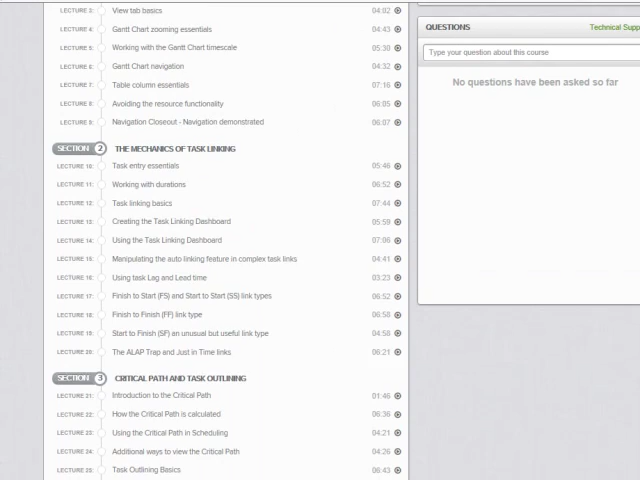 LECTURE 3: View tab basics 04:02
LECTURE 4: Gantt Chart zooming essentials 04:43
LECTURE 5: Working with the Gantt Chart timescale 05:30
LECTURE 6: Gantt Chart navigation 04:32
LECTURE 7: Table column essentials 07:16
LECTURE 8: Avoiding the resource functionality 06:05
LECTURE 9: Navigation Closeout - Navigation demonstrated 06:07
SECTION 2 THE MECHANICS OF TASK LINKING
LECTURE 10: Task entry essentials 05:46
LECTURE 11: Working with durations 06:52
LECTURE 12: Task linking basics 07:44
LECTURE 13: Creating the Task Linking Dashboard 05:59
LECTURE 14: Using the Task Linking Dashboard 07:06
LECTURE 15: Manipulating the auto linking feature in complex task links 04:41
LECTURE 16: Using task Lag and Lead time 03:23
LECTURE 17: Finish to Start (FS) and Start to Start (SS) link types 06:52
LECTURE 18: Finish to Finish (FF) link type 06:58
LECTURE 19: Start to Finish (SF) an unusual but useful link type 04:58
LECTURE 20: The ALAP Trap and Just in Time links 06:21
SECTION 3 CRITICAL PATH AND TASK OUTLINING
LECTURE 21: Introduction to the Critical Path 01:46
LECTURE 22: How the Critical Path is calculated 06:36
LECTURE 23: Using the Critical Path in Scheduling 04:21
LECTURE 24: Additional ways to view the Critical Path 04:26
LECTURE 25: Task Outlining Basics 06:43
QUESTIONS Technical Supp
Type your question about this course
No questions have been asked so far